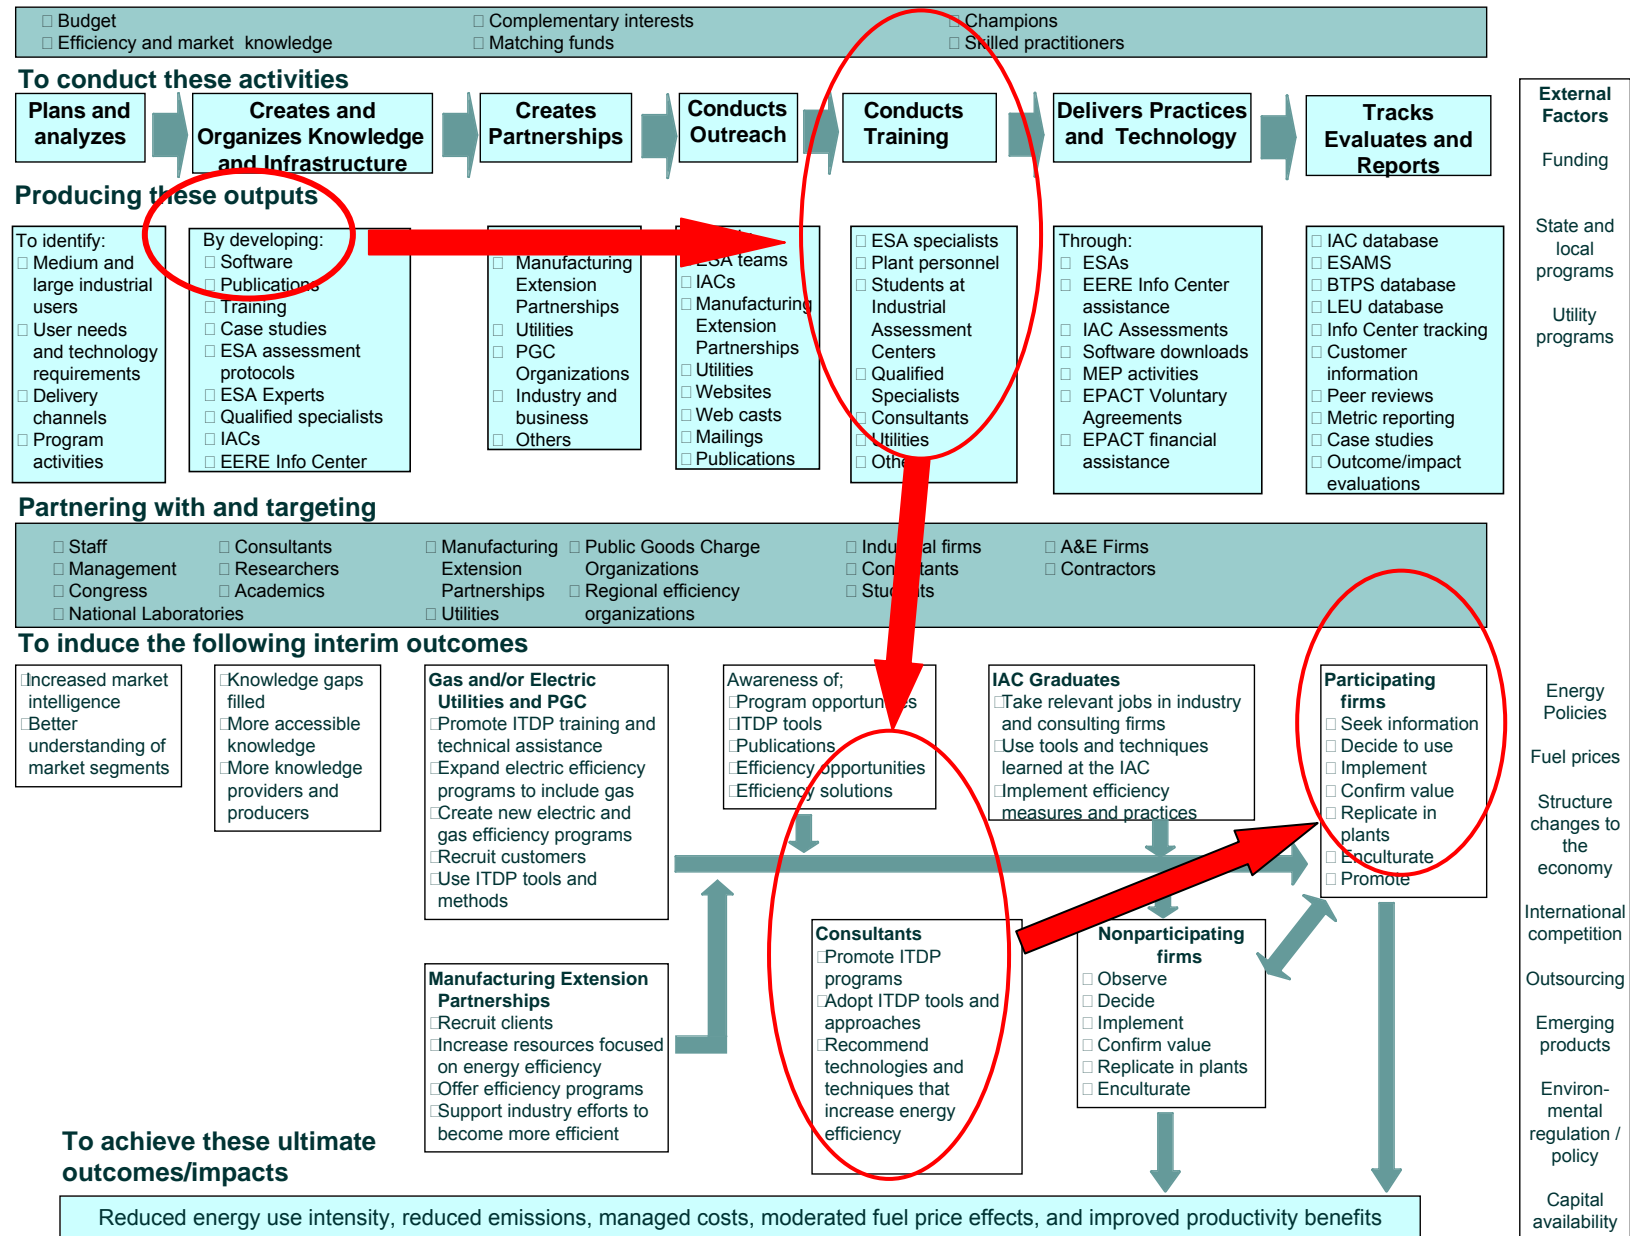 Budget
Efficiency and market knowledge
Complementary interests
Matching funds
Champions
Skilled practitioners
To conduct these activities
Plans and
analyzes
Creates and
Organizes Knowledge
and Infrastructure
Creates
Partnerships
Conducts
Outreach
Conducts
Training
Delivers Practices
and Technology
Tracks
Evaluates and
Reports
Producing these outputs
To identify:
Medium and
large industrial
users
User needs
and technology
requirements
Delivery
channels
Program
activities
By developing:
Software
Publications
Training
Case studies
ESA assessment
protocols
ESA Experts
Qualified specialists
IACs
EERE Info Center
Manufacturing
Extension
Partnerships
Utilities
PGC
Organizations
Industry and
business
Others
ESA teams
IACs
Manufacturing
Extension
Partnerships
Utilities
Websites
Web casts
Mailings
Publications
ESA specialists
Plant personnel
Students at
Industrial
Assessment
Centers
Qualified
Specialists
Consultants
Utilities
Through:
ESAs
EERE Info Center
assistance
IAC Assessments
Software downloads
MEP activities
EPACT Voluntary
Agreements
EPACT financial
assistance
IAC database
ESAMS
BTPS database
LEU database
Info Center tracking
Customer
information
Peer reviews
Metric reporting
Case studies
Outcome/impact
evaluations
Partnering with and targeting
Staff
Management
Congress
National Laboratories
Consultants
Researchers
Academics
Manufacturing
Extension
Partnerships
Utilities
Public Goods Charge
Organizations
Regional efficiency
organizations
Industrial firms
Consultants
Students
A&E Firms
Contractors
To induce the following interim outcomes
Increased market
intelligence
Better
understanding of
market segments
Knowledge gaps
filled
More accessible
knowledge
More knowledge
providers and
producers
Gas and/or Electric
Utilities and PGC
Promote ITDP training and
technical assistance
Expand electric efficiency
programs to include gas
Create new electric and
gas efficiency programs
Recruit customers
Use ITDP tools and
methods
Manufacturing Extension
Partnerships
Recruit clients
Increase resources focused
on energy efficiency
Offer efficiency programs
Support industry efforts to
become more efficient
Awareness of;
Program opportunities
ITDP tools
Publications
Efficiency opportunities
Efficiency solutions
Consultants
Promote ITDP
programs
Adopt ITDP tools and
approaches
Recommend
technologies and
techniques that
increase energy
efficiency
IAC Graduates
Take relevant jobs in industry
and consulting firms
Use tools and techniques
learned at the IAC
Implement efficiency
measures and practices
Nonparticipating
firms
Observe
Decide
Implement
Confirm value
Replicate in plants
Enculturate
Participating
firms
Seek information
Decide to use
Implement
Confirm value
Replicate in
plants
Enculturate
Promote
To achieve these ultimate
outcomes/impacts
Reduced energy use intensity, reduced emissions, managed costs, moderated fuel price effects, and improved productivity benefits
External
Factors
Funding
State and
local
programs
Utility
programs
Energy
Policies
Fuel prices
Structure
changes to
the
economy
International
competition
Outsourcing
Emerging
products
Environ-
mental
regulation /
policy
Capital
availability